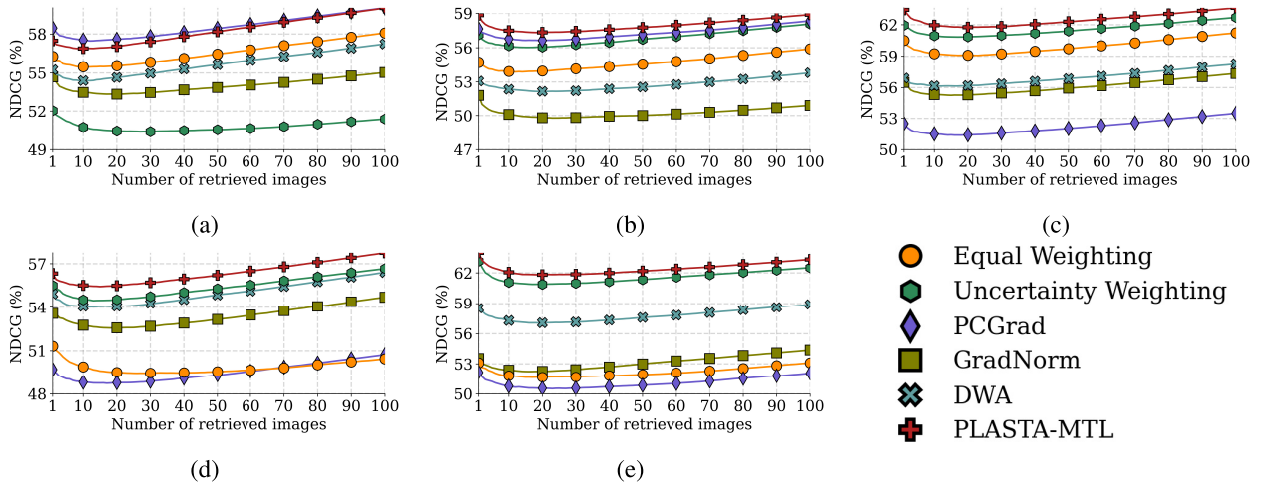 NDCG (%)
58
55
52
49
1 10 20 30 40 50 60 70 80 90 100
Number of retrieved images
(a)
NDCG (%)
59
56
53
50
47
1 10 20 30 40 50 60 70 80 90 100
Number of retrieved images
(b)
NDCG (%)
62
59
56
53
50
1 10 20 30 40 50 60 70 80 90 100
Number of retrieved images
(c)
NDCG (%)
57
54
51
48
1 10 20 30 40 50 60 70 80 90 100
Number of retrieved images
(d)
NDCG (%)
62
59
56
53
50
1 10 20 30 40 50 60 70 80 90 100
Number of retrieved images
(e)
Equal Weighting
Uncertainty Weighting
PCGrad
GradNorm
DWA
PLASTA-MTL